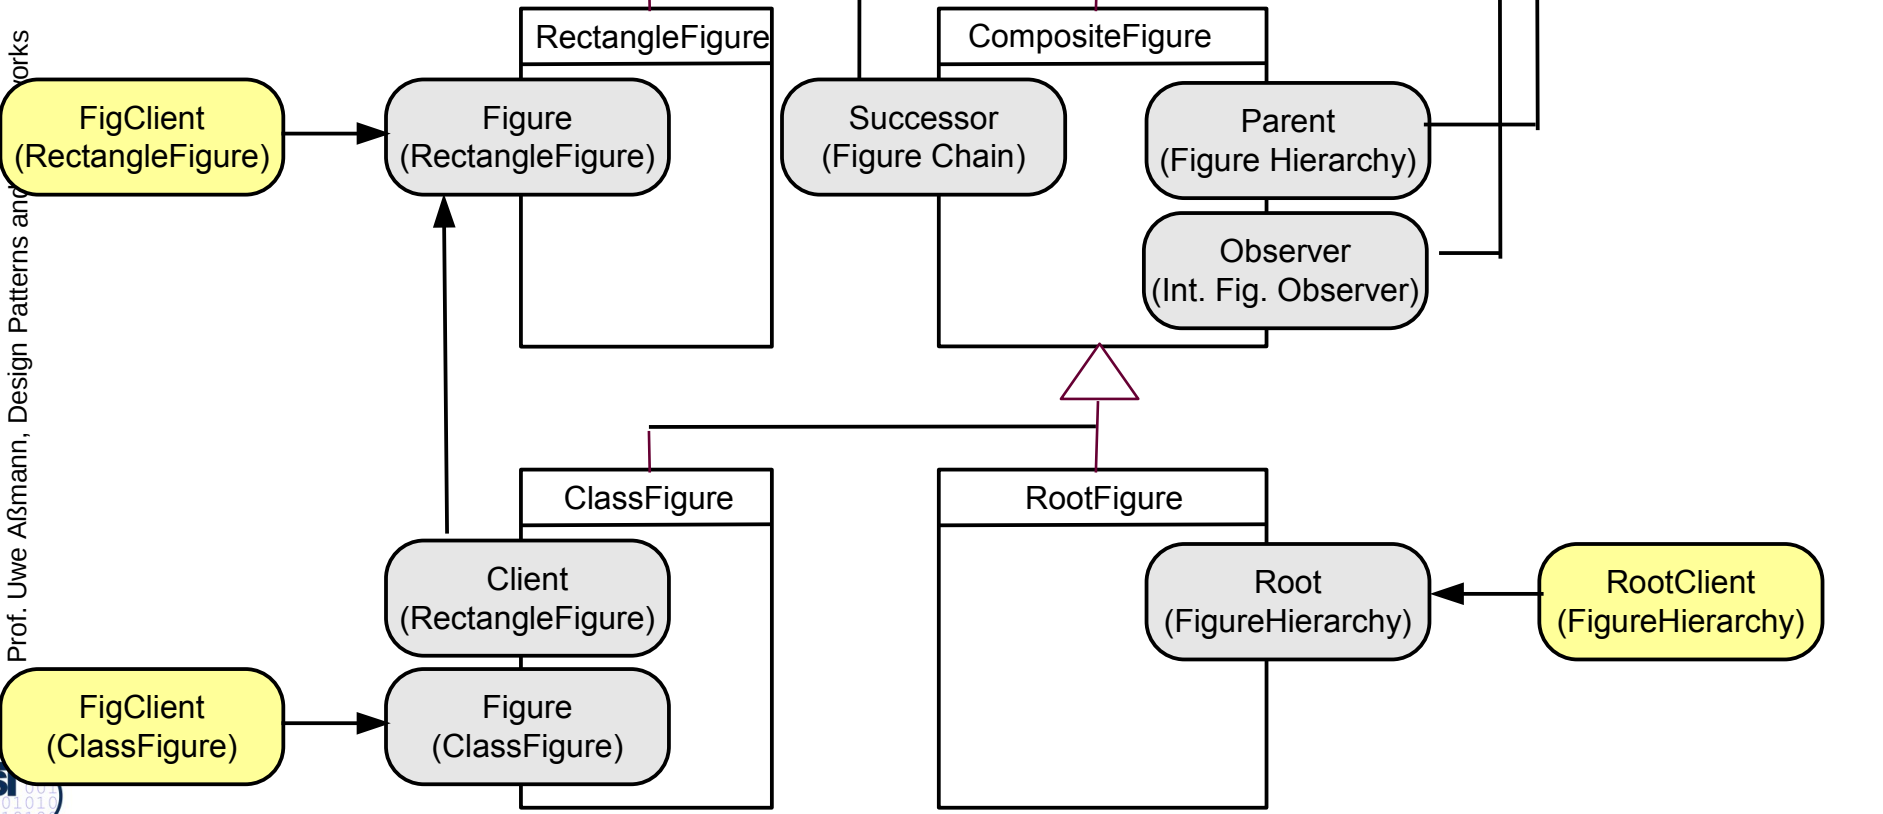 RectangleFigure
CompositeFigure
FigClient
(RectangleFigure)
Figure
(RectangleFigure)
Successor
(Figure Chain)
Parent
(Figure Hierarchy)
Observer
(Int. Fig. Observer)
ClassFigure
RootFigure
Client
(RectangleFigure)
Root
(FigureHierarchy)
RootClient
(FigureHierarchy)
FigClient
(ClassFigure)
Figure
(ClassFigure)
Prof. Uwe Aßmann, Design Patterns and